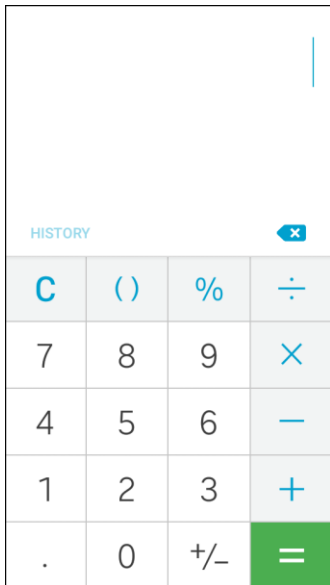 HISTORY
C ( ) % ÷
7 8 9 ×
4 5 6 −
1 2 3 +
. 0 +/− =